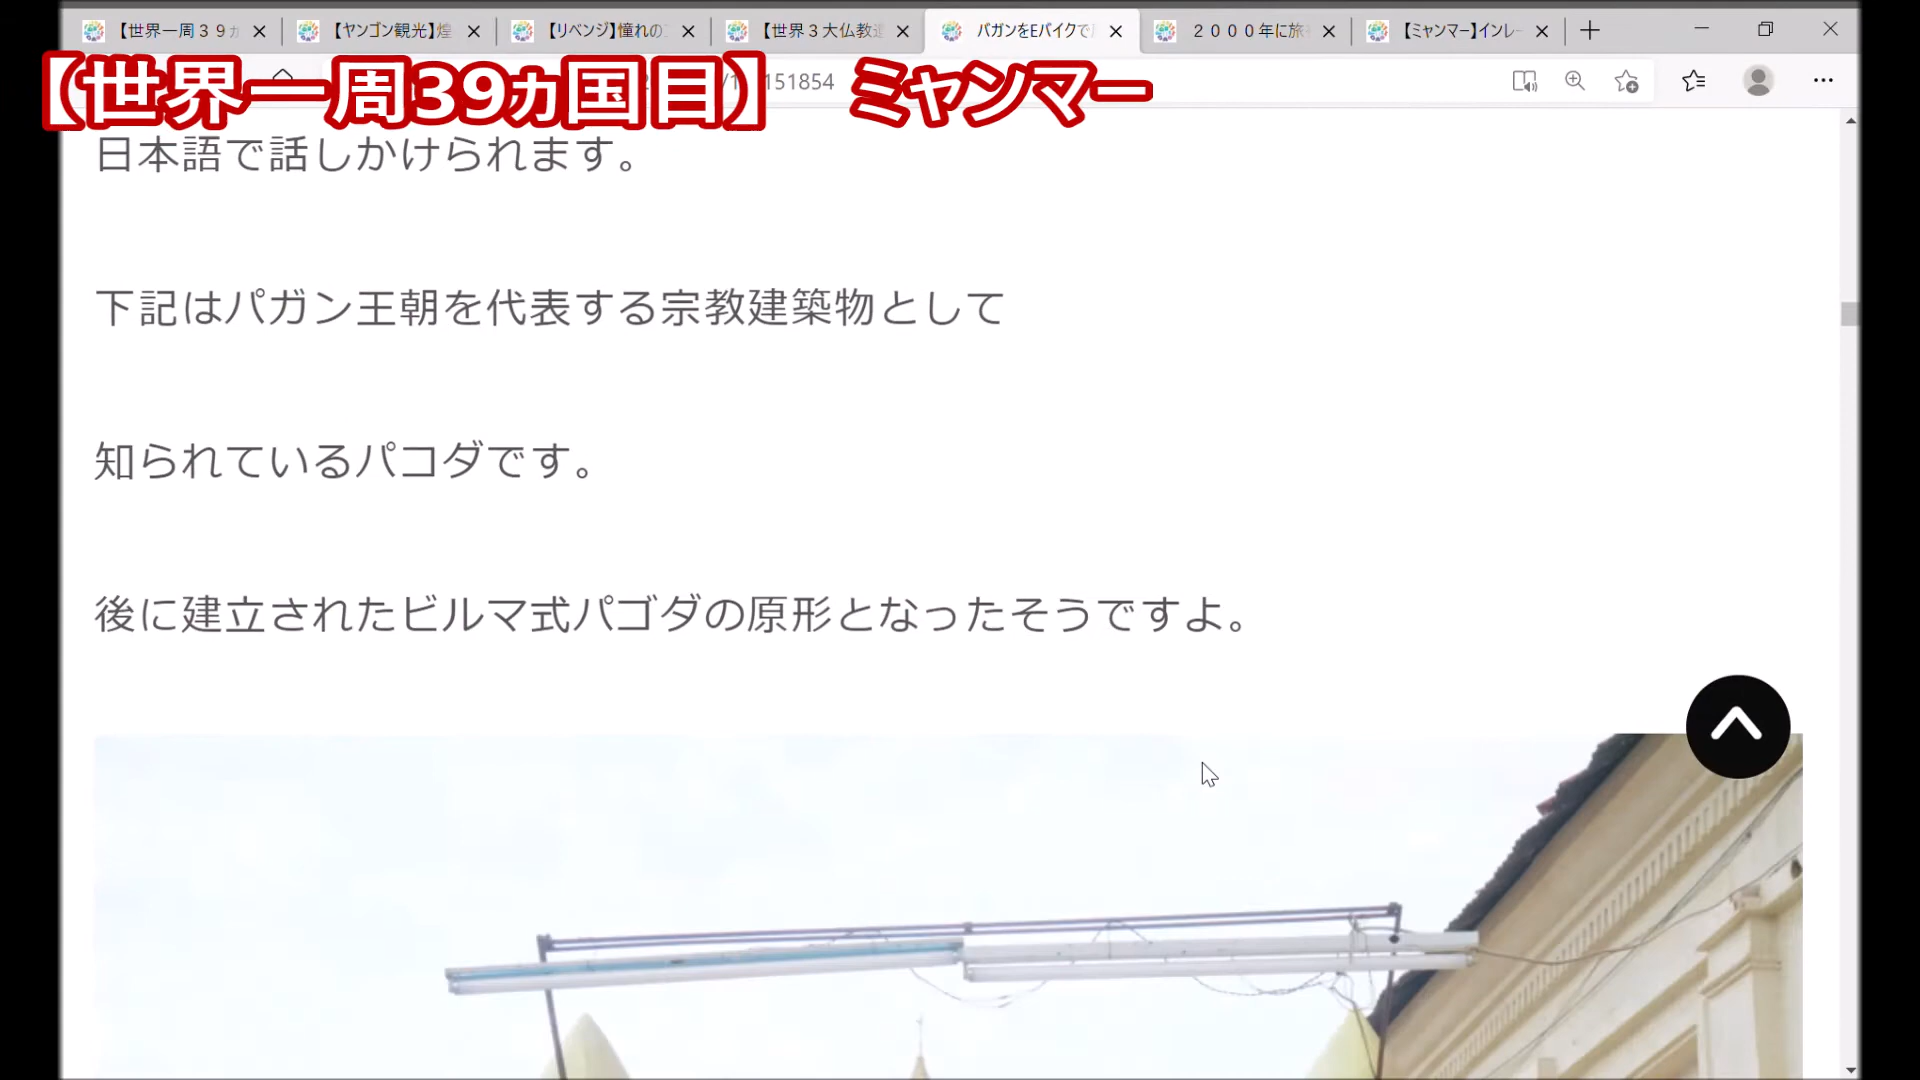 【世界一周３９カ
【ヤンゴン観光】煌
【リベンジ】憧れの
【世界３大仏教遺
バガンをEバイクで
２０００年に旅
【ミャンマー】インレー
151854
【世界一周39ヵ国目】 ミャンマー
日本語で話しかけられます。
下記はパガン王朝を代表する宗教建築物として
知られているパコダです。
後に建立されたビルマ式パゴダの原形となったそうですよ。